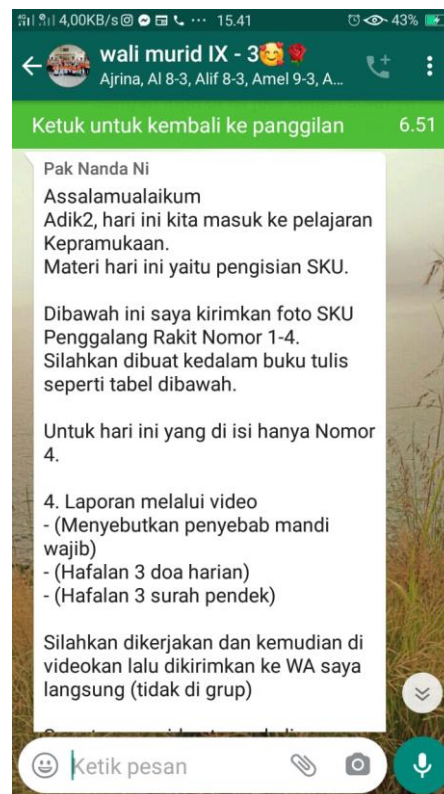 4,00KB/s ... 15.41 43%
wali murid IX - 3🥰🌹
Ajrina, Al 8-3, Alif 8-3, Amel 9-3, A...
Ketuk untuk kembali ke panggilan 6.51
Pak Nanda Ni
Assalamualaikum
Adik2, hari ini kita masuk ke pelajaran
Kepramukaan.
Materi hari ini yaitu pengisian SKU.
Dibawah ini saya kirimkan foto SKU
Penggalang Rakit Nomor 1-4.
Silahkan dibuat kedalam buku tulis
seperti tabel dibawah.
Untuk hari ini yang di isi hanya Nomor
4.
4. Laporan melalui video
- (Menyebutkan penyebab mandi
wajib)
- (Hafalan 3 doa harian)
- (Hafalan 3 surah pendek)
Silahkan dikerjakan dan kemudian di
videokan lalu dikirimkan ke WA saya
langsung (tidak di grup)
Ketik pesan